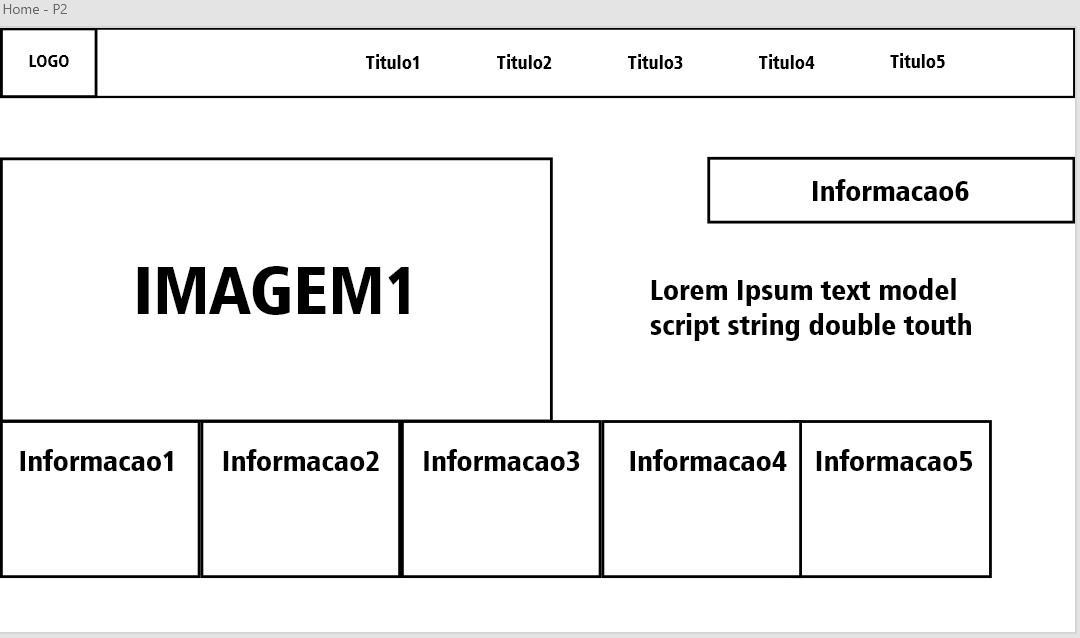 Home - P2
LOGO
Titulo1
Titulo2
Titulo3
Titulo4
Titulo5
IMAGEM1
Informacao6
Lorem Ipsum text model
script string double touth
Informacao1
Informacao2
Informacao3
Informacao4
Informacao5